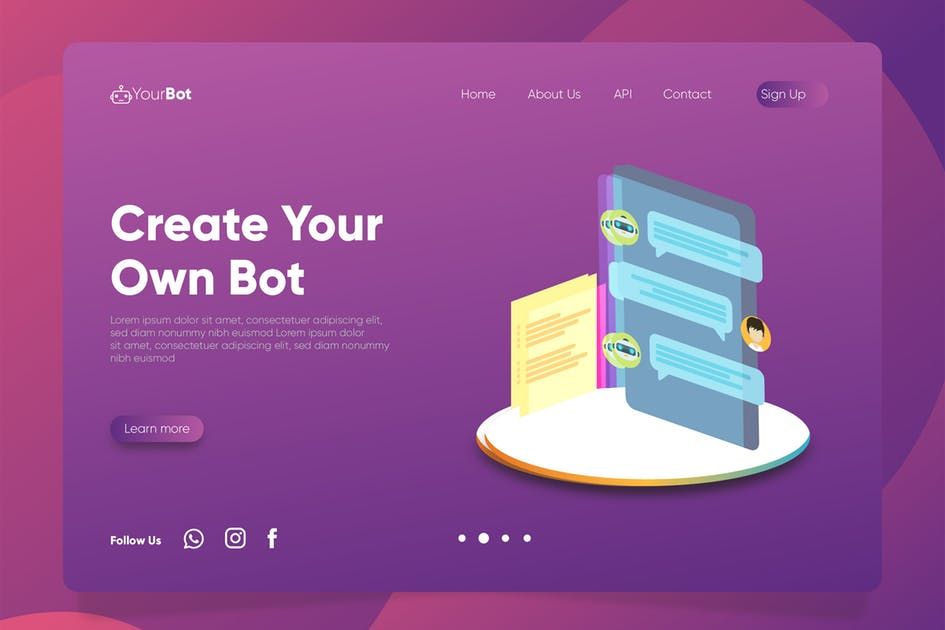 YourBot
Home
About Us
API
Contact
Sign Up
Create Your
Own Bot
Lorem ipsum dolor sit amet, consectetuer adipiscing elit,
sed diam nonummy nibh euismod Lorem ipsum dolor
sit amet, consectetuer adipiscing elit, sed diam nonummy
nibh euismod
Learn more
Follow Us